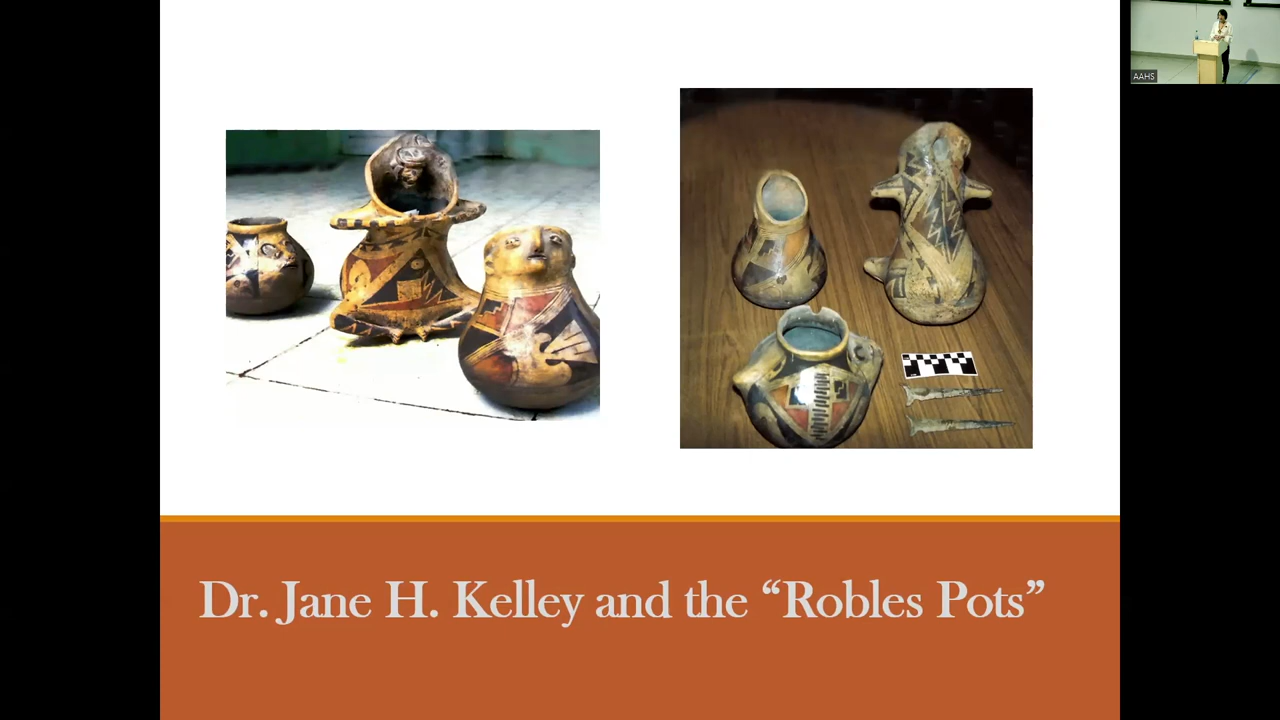 AAHS
Dr. Jane H. Kelley and the “Robles Pots”